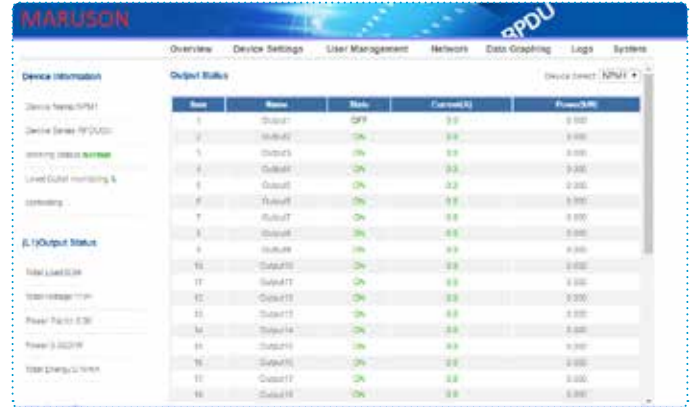 MARUSON
RPDU
Overview Device Settings User Management Network Data Graphing Logs System
Device Information
Output Status
Device Select NPM1
Item Name State Current(A) Power(kW)
1 Output1 OFF 0.0 0.000
2 Output2 ON 0.0 0.000
3 Output3 ON 0.0 0.000
4 Output4 ON 0.0 0.000
5 Output5 ON 0.0 0.000
6 Output6 ON 0.0 0.000
7 Output7 ON 0.0 0.000
8 Output8 ON 0.0 0.000
9 Output9 ON 0.0 0.000
10 Output10 ON 0.0 0.000
11 Output11 ON 0.0 0.000
12 Output12 ON 0.0 0.000
13 Output13 ON 0.0 0.000
14 Output14 ON 0.0 0.000
15 Output15 ON 0.0 0.000
16 Output16 ON 0.0 0.000
17 Output17 ON 0.0 0.000
18 Output18 ON 0.0 0.000
Device Name NPM1
Device Series
Working Status Normal
Level Outlet monitoring &
controlling
(L1)Output Status
Total Load
Total Voltage
Power Factor
Power
Total Energy